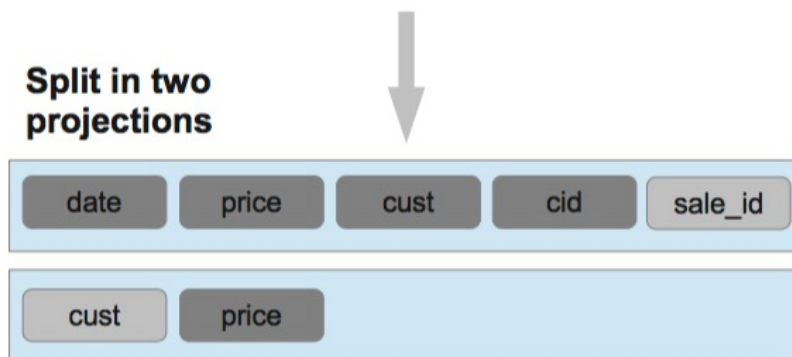 Split in two
projections
date price cust cid sale_id
cust price